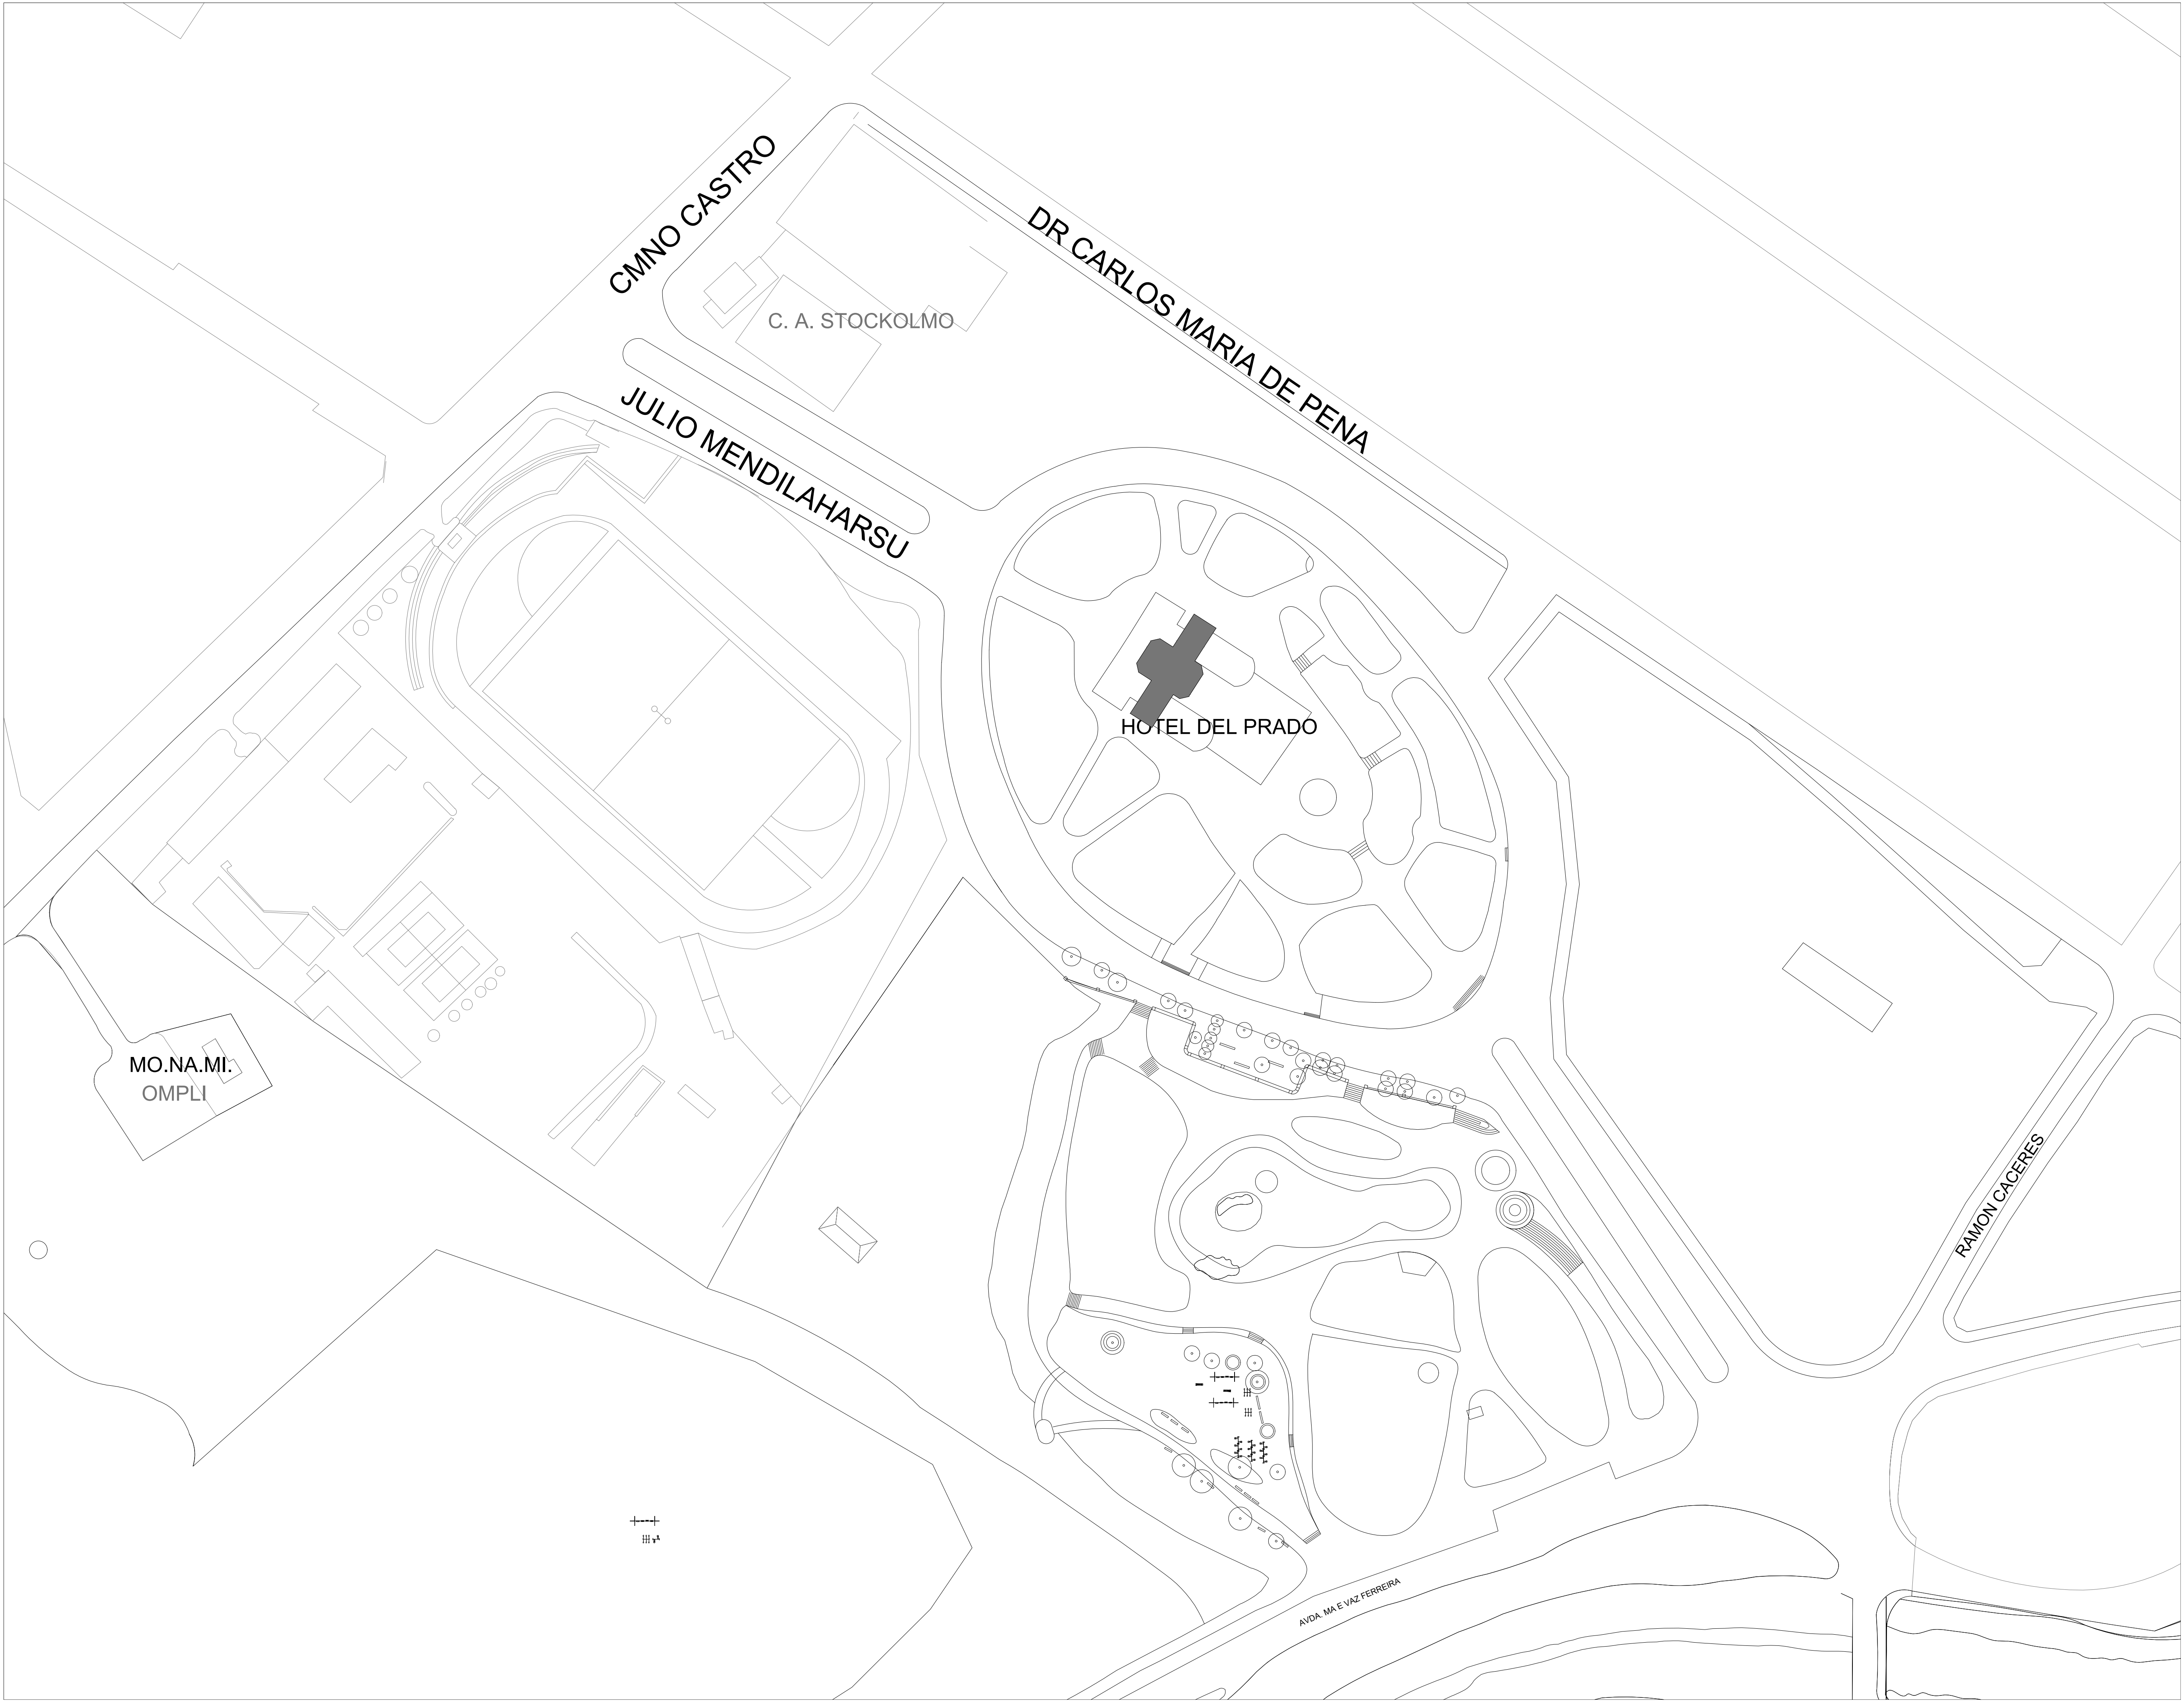 CMNO CASTRO
DR CARLOS MARIA DE PENA
C. A. STOCKOLMO
JULIO MENDILAHARSU
HOTEL DEL PRADO
MO.NA.MI.
OMPLI
RAMON CACERES
AVDA. MA E VAZ FERREIRA